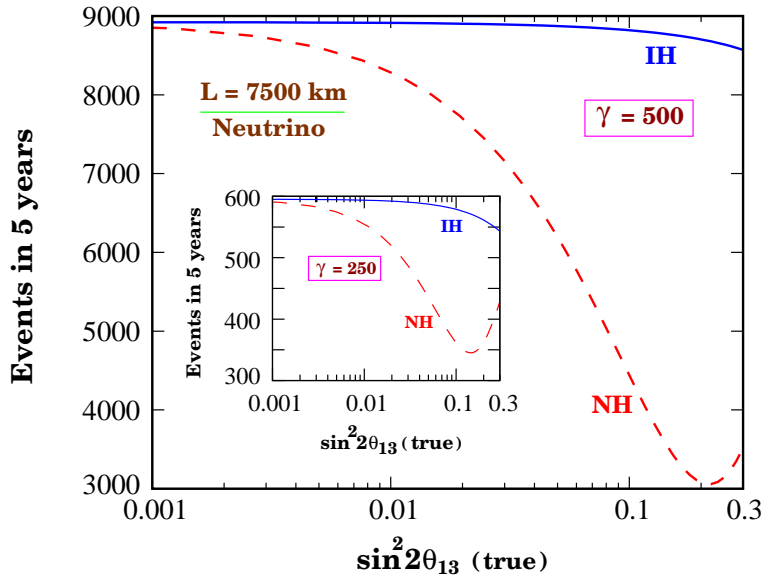 9000
8000
7000
6000
5000
4000
3000
Events in 5 years
IH
L = 7500 km
Neutrino
γ = 500
NH
0.001
0.01
0.1
0.3
sin²2θ₁₃ (true)
600
500
400
300
Events in 5 years
IH
γ = 250
NH
0.001
0.01
0.1
0.3
sin²2θ₁₃ (true)